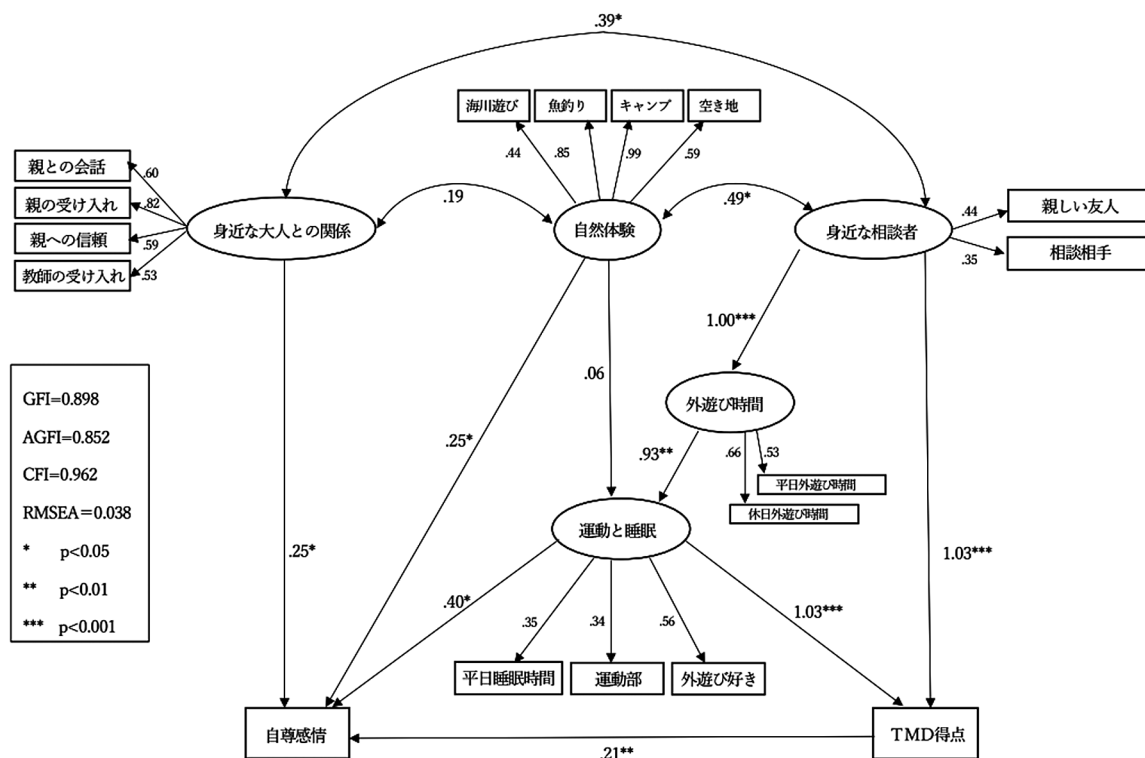 .39*
海川遊び
魚釣り
キャンプ
空き地
.44
.85
.99
.59
親との会話
親の受け入れ
親への信頼
教師の受け入れ
.60
.82
.59
.53
身近な大人との関係
.19
自然体験
.49*
身近な相談者
.44
.35
親しい友人
相談相手
1.00***
.06
外遊び時間
.25*
.93**
.66
.53
平日外遊び時間
休日外遊び時間
GFI=0.898
AGFI=0.852
CFI=0.962
RMSEA=0.038
* p<0.05
** p<0.01
*** p<0.001
運動と睡眠
.25*
.40*
.35
.34
.56
1.03***
1.03***
平日睡眠時間
運動部
外遊び好き
自尊感情
TMD得点
.21**